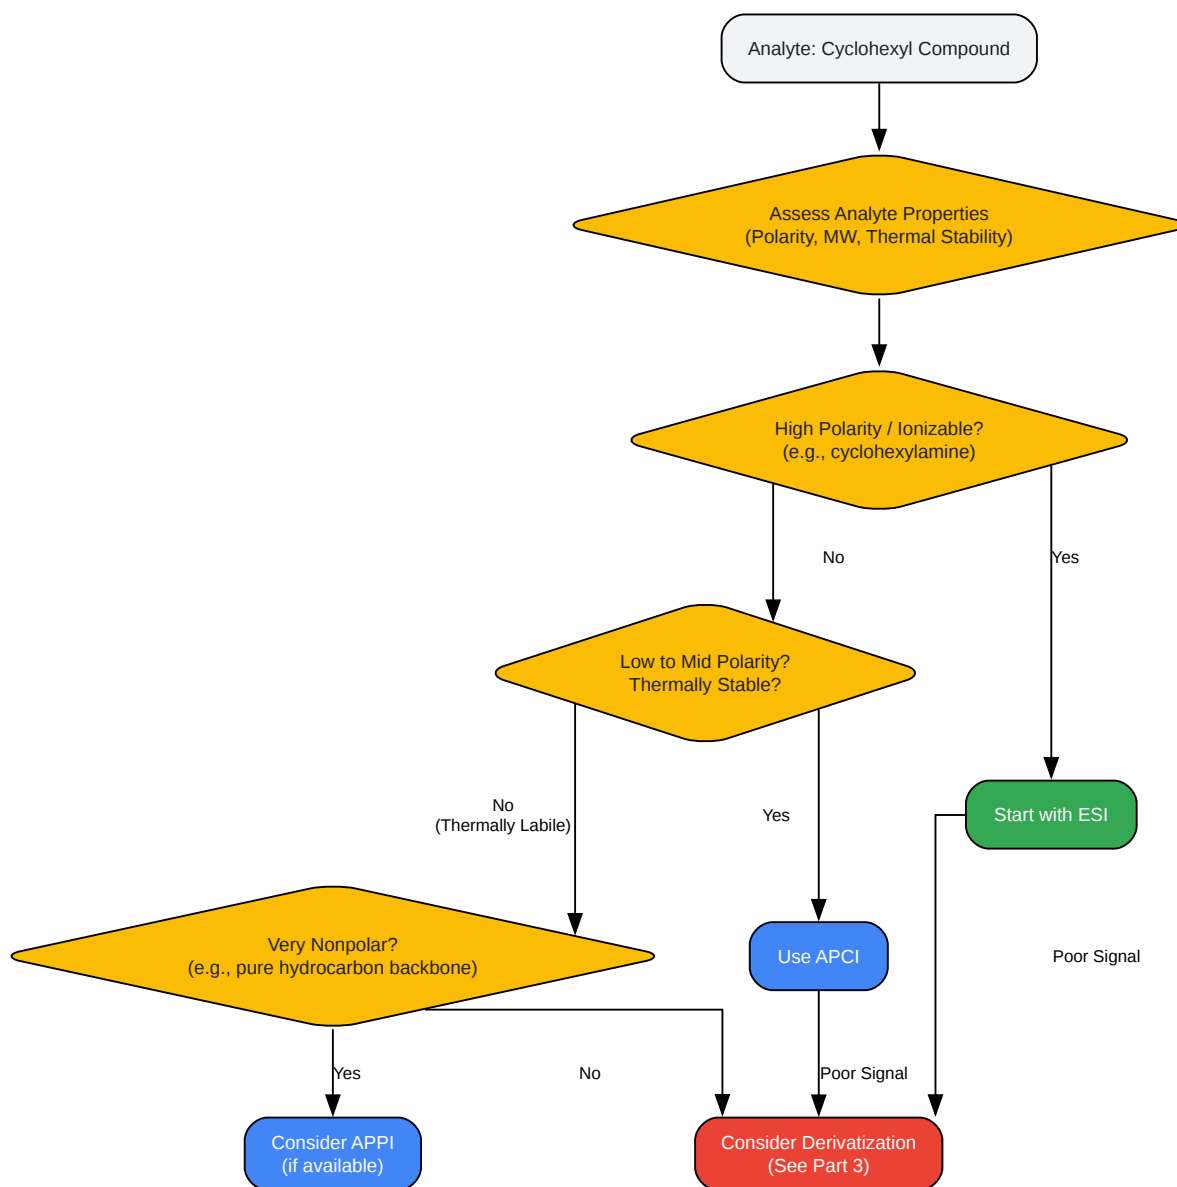 Analyte: Cyclohexyl Compound
Assess Analyte Properties
(Polarity, MW, Thermal Stability)
High Polarity / Ionizable?
(e.g., cyclohexylamine)
No
Yes
Low to Mid Polarity?
Thermally Stable?
No
(Thermally Labile)
Yes
Start with ESI
Very Nonpolar?
(e.g., pure hydrocarbon backbone)
Use APCI
Poor Signal
Yes
No
Poor Signal
Consider APPI
(if available)
Consider Derivatization
(See Part 3)